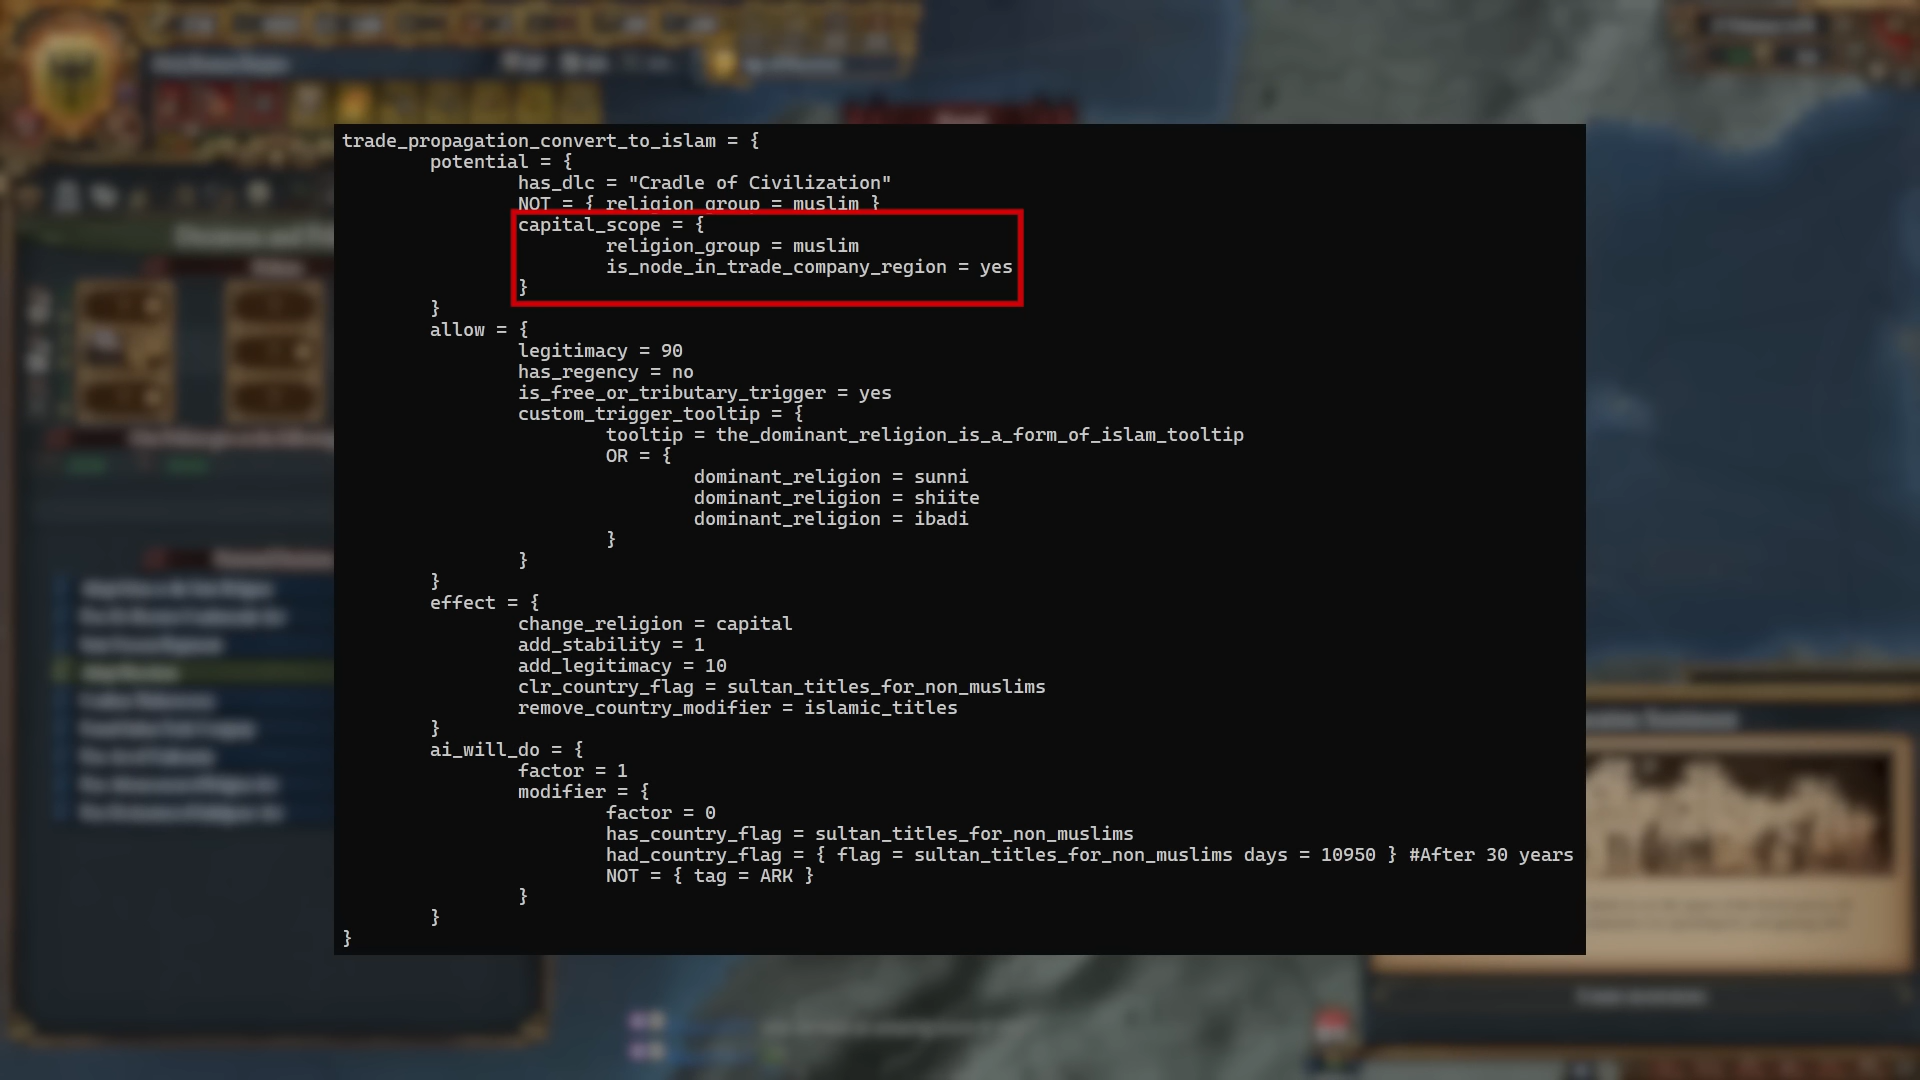 trade_propagation_convert_to_islam = {
potential = {
has_dlc = "Cradle of Civilization"
NOT = { religion_group = muslim }
capital_scope = {
religion_group = muslim
is_node_in_trade_company_region = yes
}
}
allow = {
legitimacy = 90
has_regency = no
is_free_or_tributary_trigger = yes
custom_trigger_tooltip = {
tooltip = the_dominant_religion_is_a_form_of_islam_tooltip
OR = {
dominant_religion = sunni
dominant_religion = shiite
dominant_religion = ibadi
}
}
}
effect = {
change_religion = capital
add_stability = 1
add_legitimacy = 10
clr_country_flag = sultan_titles_for_non_muslims
remove_country_modifier = islamic_titles
}
ai_will_do = {
factor = 1
modifier = {
factor = 0
has_country_flag = sultan_titles_for_non_muslims
had_country_flag = { flag = sultan_titles_for_non_muslims days = 10950 } #After 30 years
NOT = { tag = ARK }
}
}
}